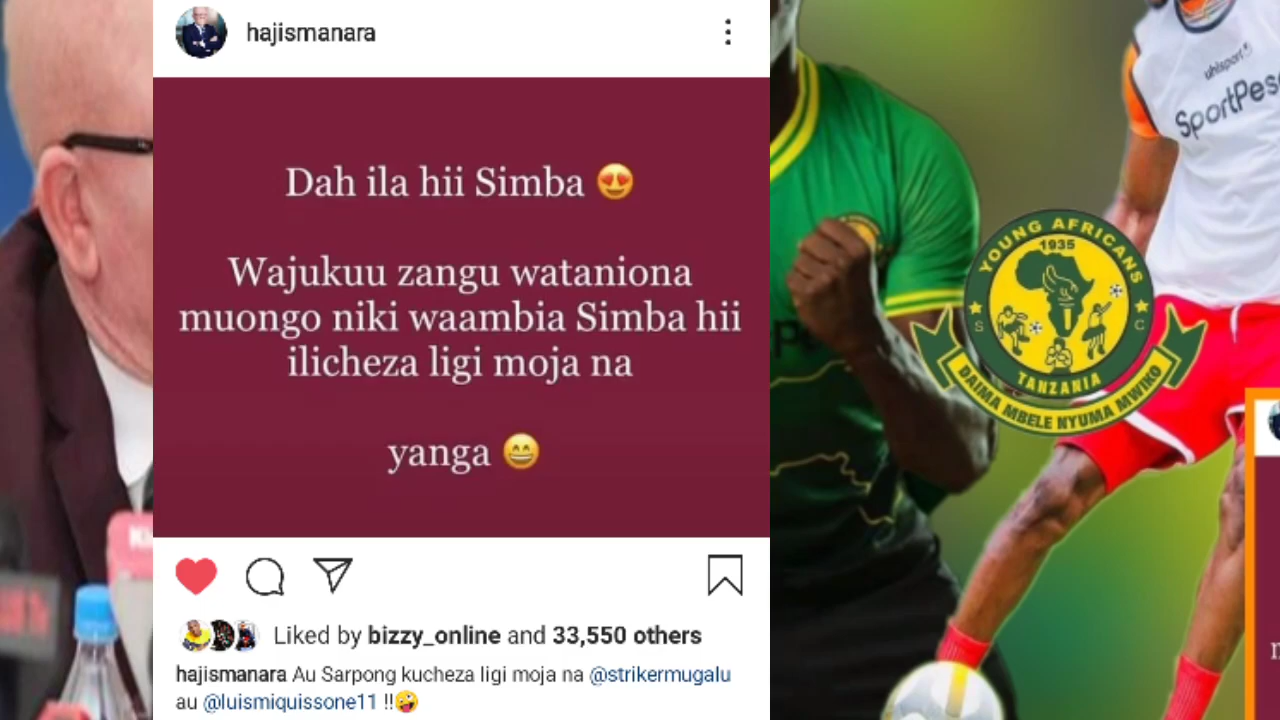 hajismanara
Dah ila hii Simba 😍
Wajukuu zangu wataniona
muongo niki waambia Simba hii
ilicheza ligi moja na
yanga 😄
Liked by bizzy_online and 33,550 others
hajismanara Au Sarpong kucheza ligi moja na @strikermugalu
au @luismiquissone11 !!🤪
uhlsport
SportPesa
YOUNG AFRICANS
1935
S C
TANZANIA
DAIMA MBELE NYUMA MWIKO